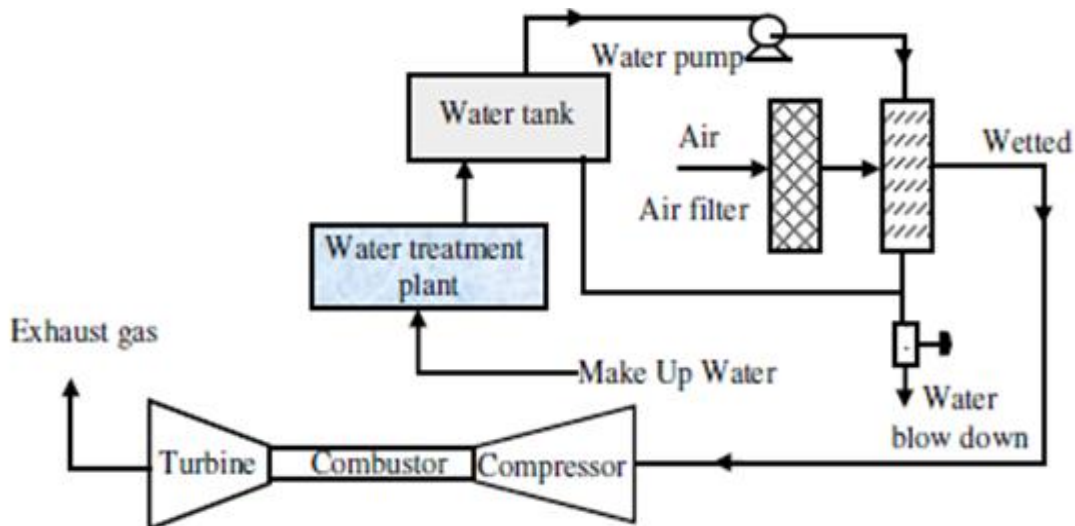 Water pump
Water tank
Air
Wetted
Air filter
Water treatment
plant
Exhaust gas
Make Up Water
Water
blow down
Turbine
Combustor
Compressor